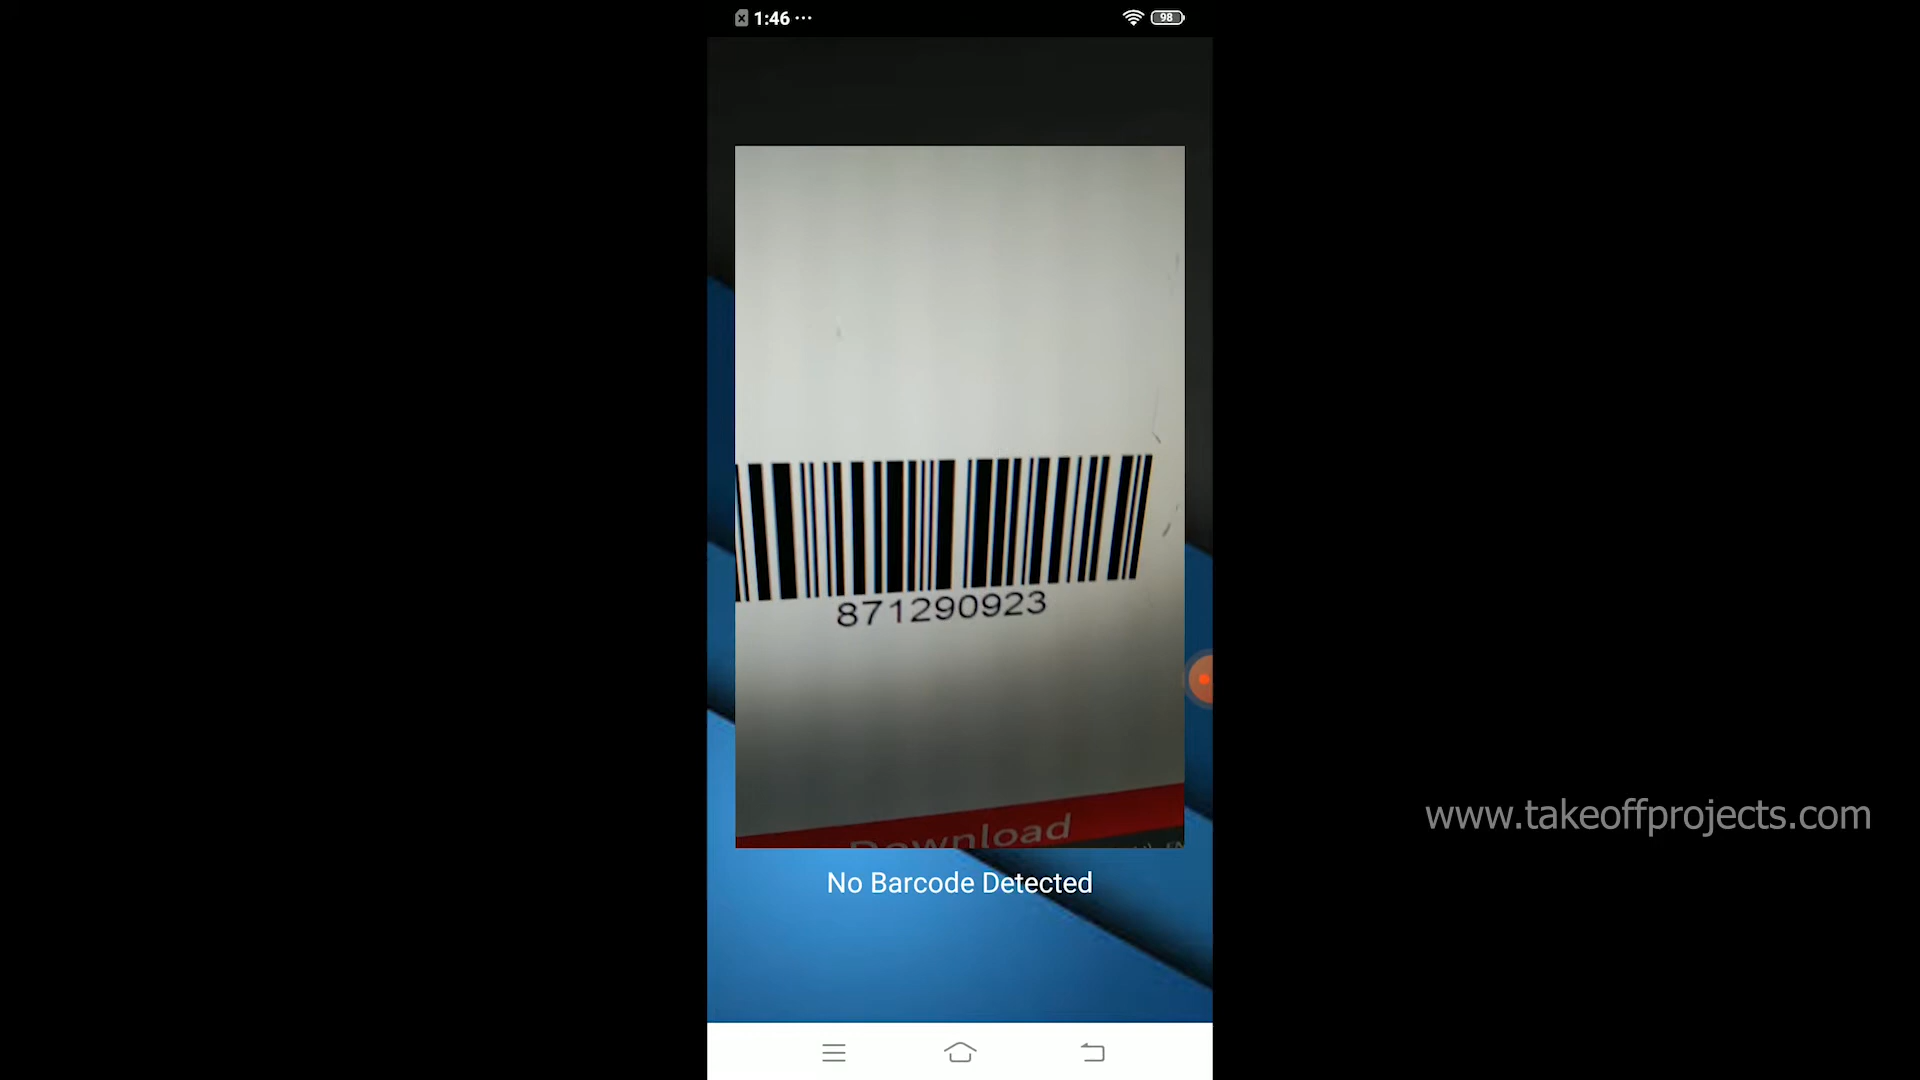 1:46 ...
98
871290923
Download
No Barcode Detected
www.takeoffprojects.com